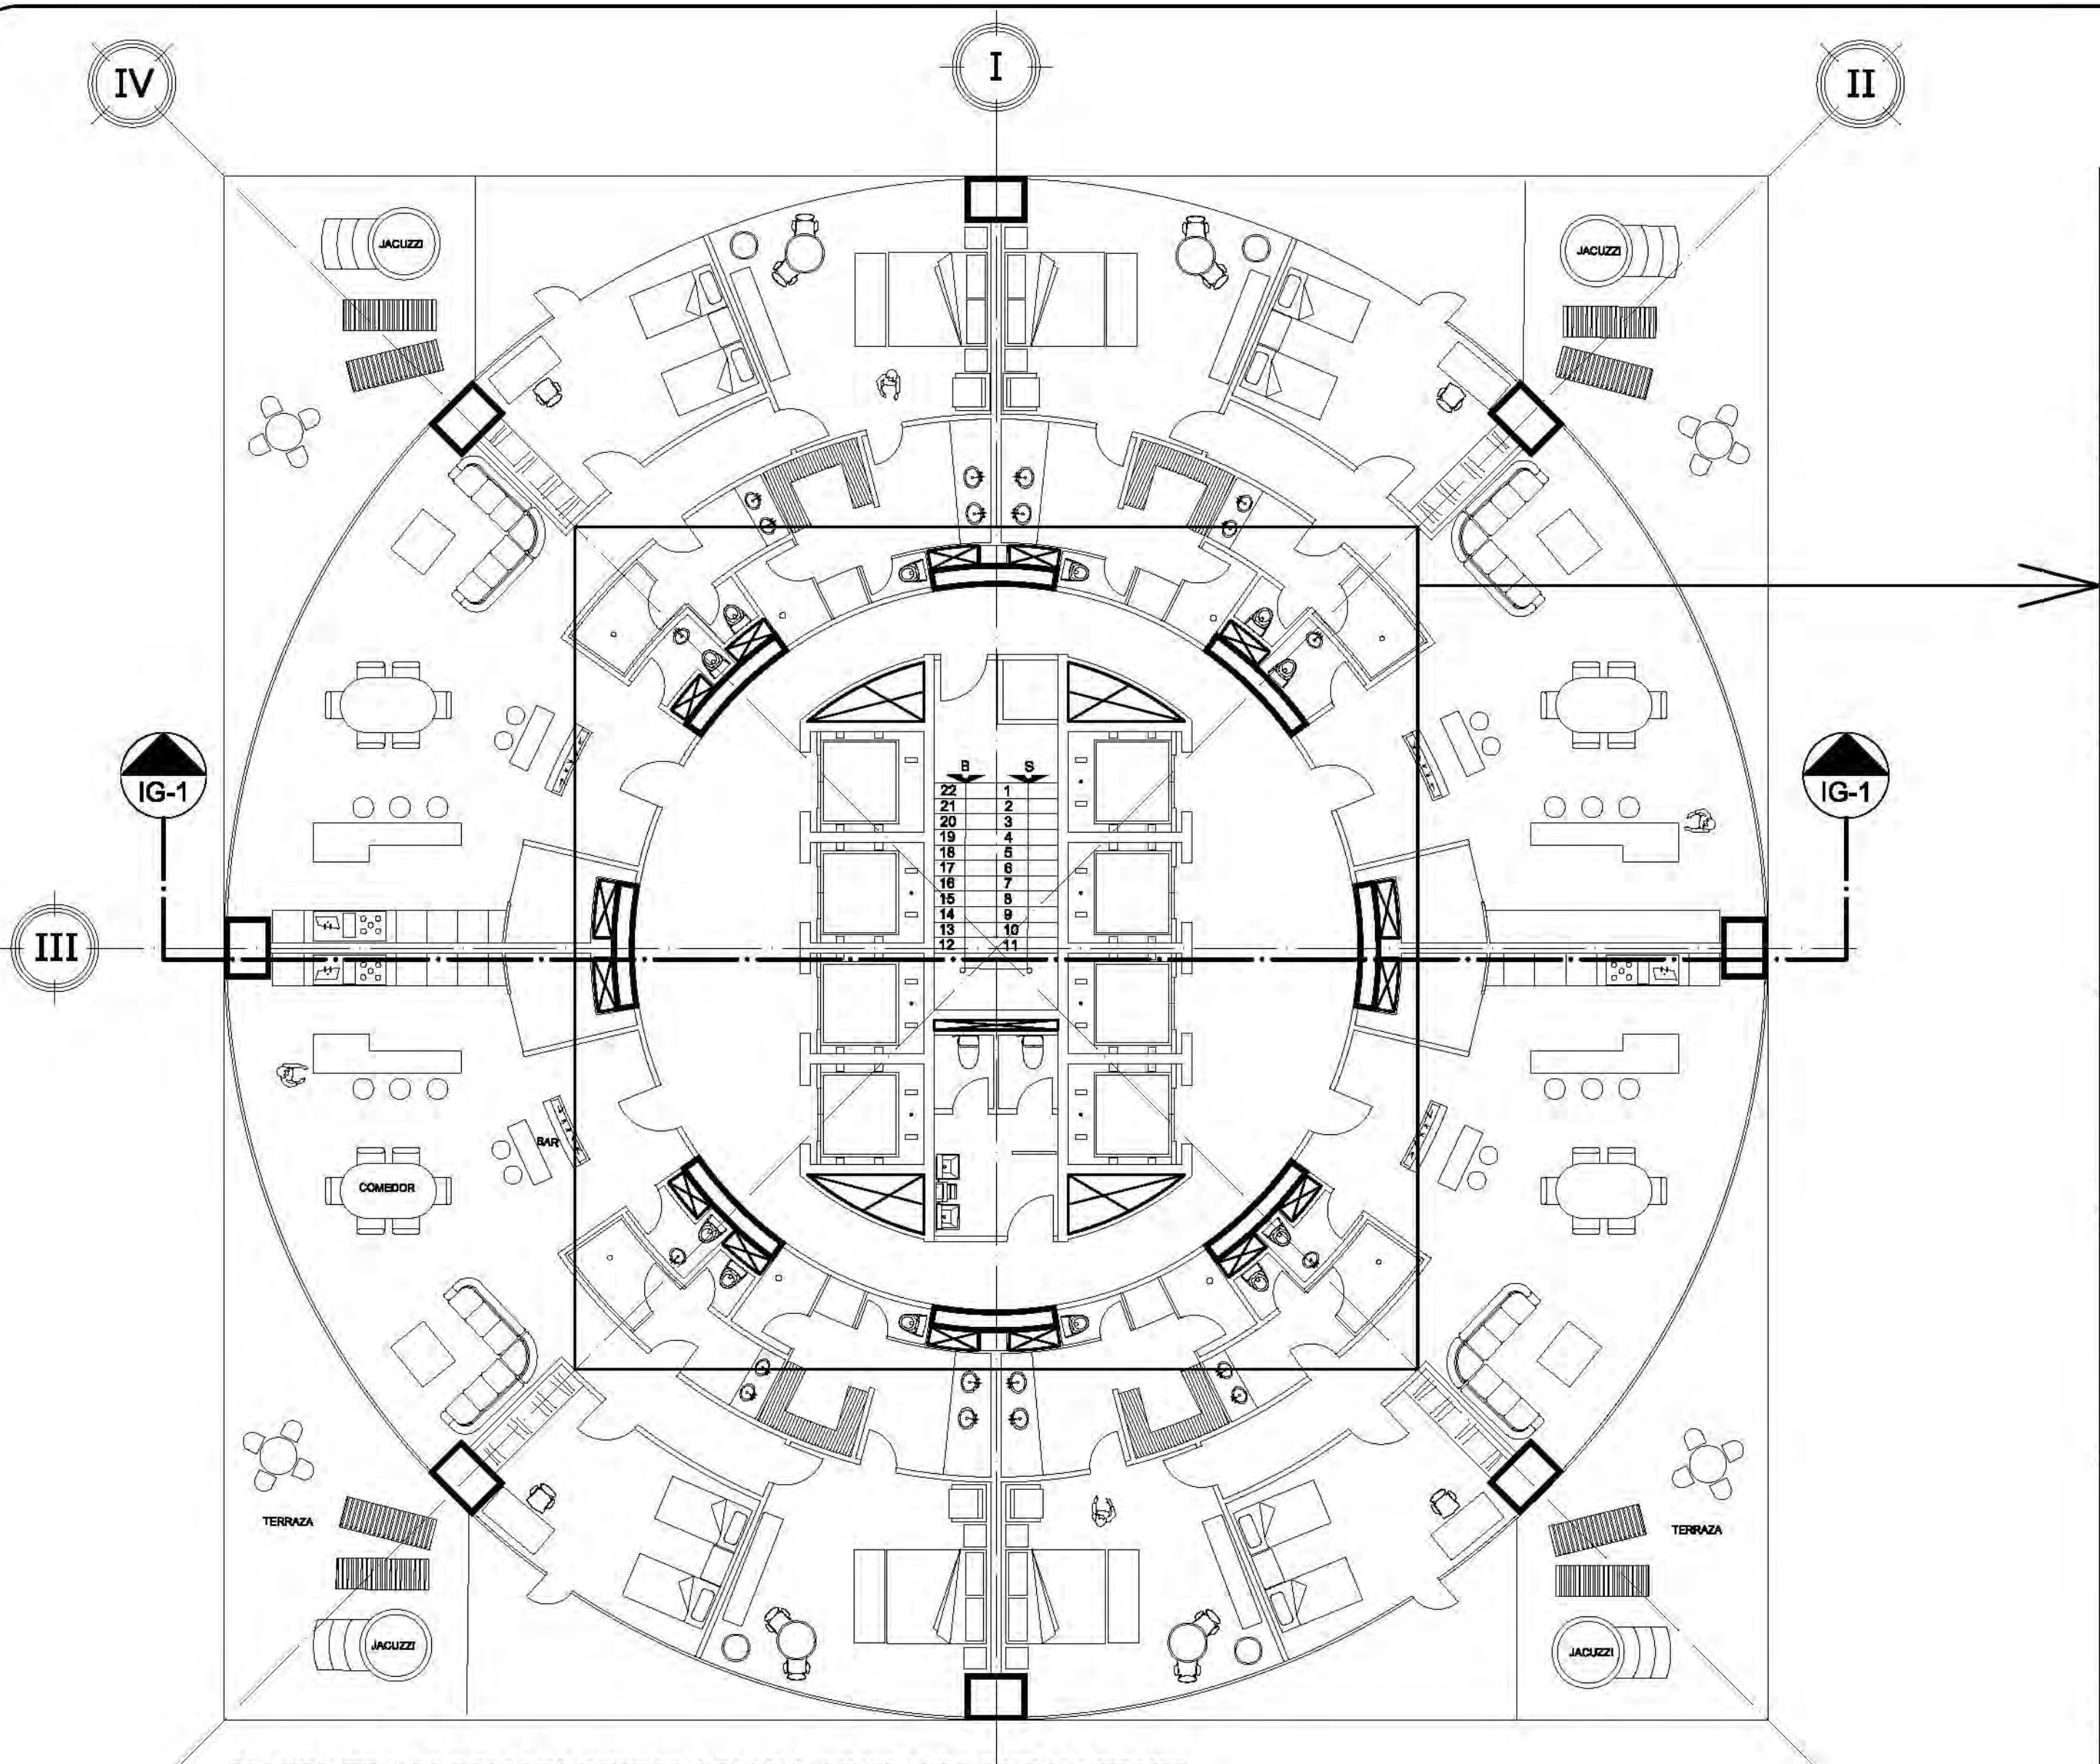 I
IV
II
JACUZZI
JACUZZI
IG-1
IG-1
B S
22 1
21 2
20 3
19 4
18 5
17 6
16 7
15 8
14 9
13 10
12 11
III
BAR
COMEDOR
TERRAZA
TERRAZA
JACUZZI
JACUZZI